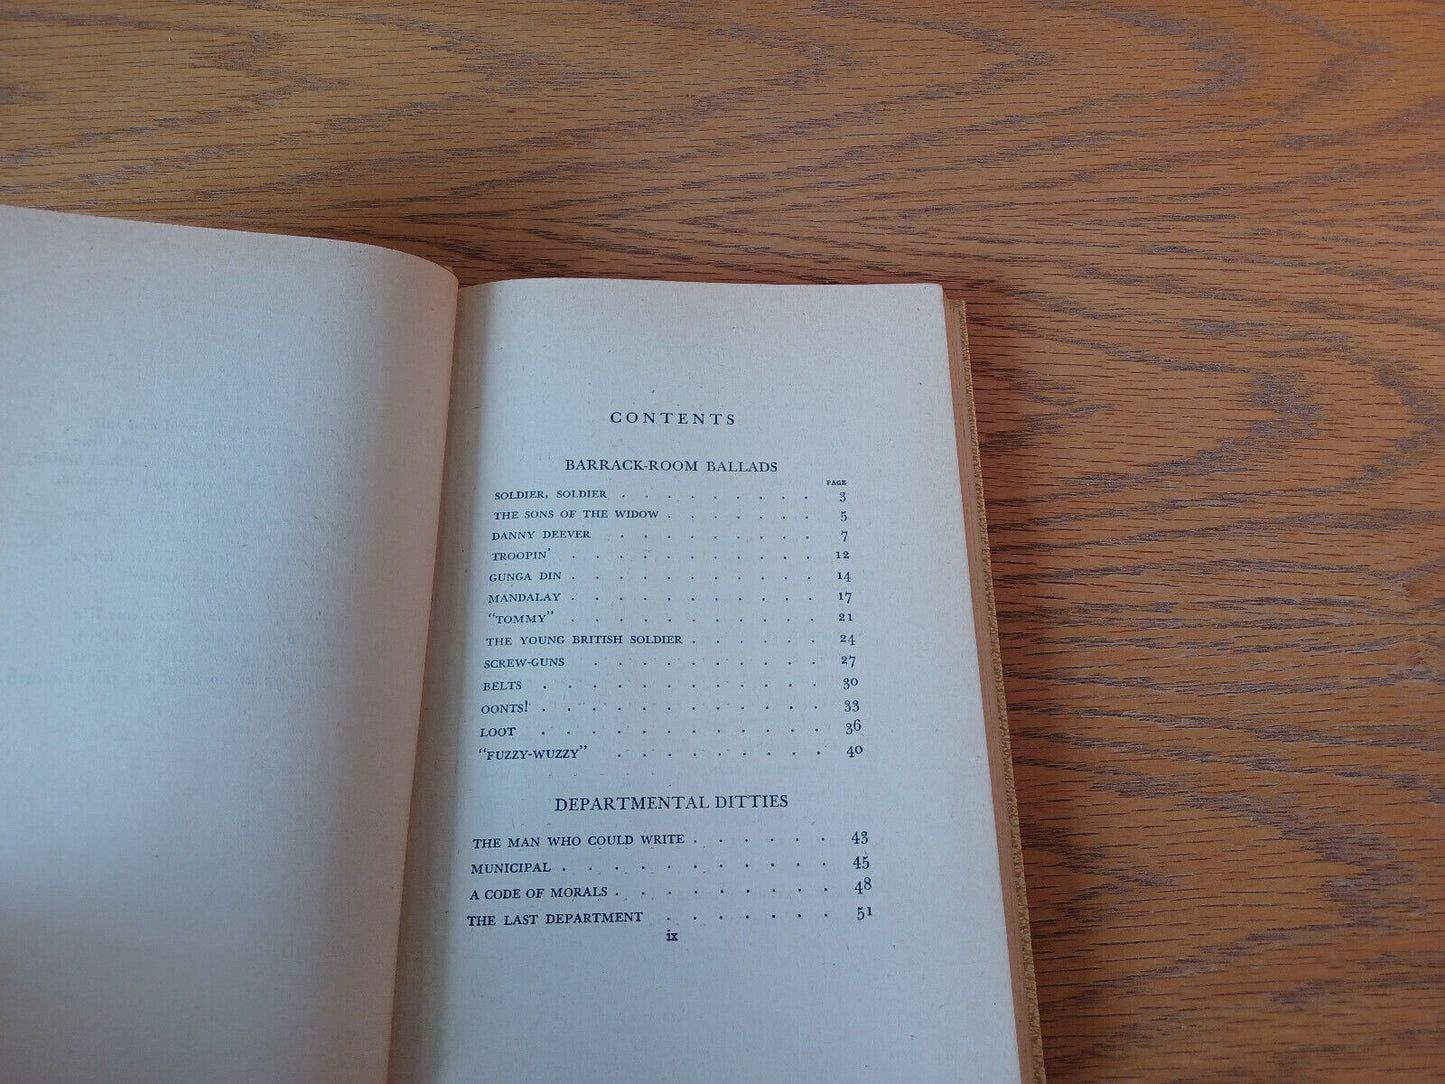 CONTENTS
BARRACK-ROOM BALLADS
PAGE
SOLDIER, SOLDIER . . . . . . . . . 3
THE SONS OF THE WIDOW . . . . . . . 5
DANNY DEEVER . . . . . . . . 7
TROOPIN' . . . . . . . . . . . 12
GUNGA DIN . . . . . . . . . . . 14
MANDALAY . . . . . . . . . . . 17
"TOMMY" . . . . . . . . . . . 21
THE YOUNG BRITISH SOLDIER . . . . . . 24
SCREW-GUNS . . . . . . . . . . 27
BELTS . . . . . . . . . . . . 30
OONTS! . . . . . . . . . . . . 33
LOOT . . . . . . . . . . . . 36
"FUZZY-WUZZY" . . . . . . . . . 40
DEPARTMENTAL DITTIES
THE MAN WHO COULD WRITE . . . . . . 43
MUNICIPAL . . . . . . . . . . . 45
A CODE OF MORALS . . . . . . . . . 48
THE LAST DEPARTMENT . . . . . . . 51
ix